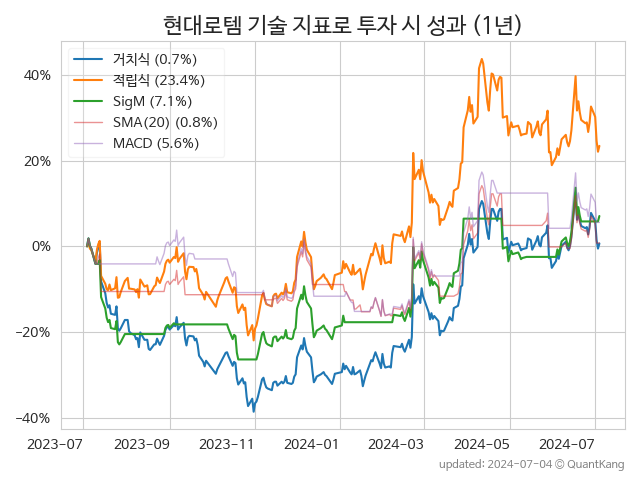 현대로템 기술 지표로 투자 시 성과 (1년)
거치식 (0.7%)
적립식 (23.4%)
SigM (7.1%)
SMA(20) (0.8%)
MACD (5.6%)
40%
20%
0%
−20%
−40%
2023-07
2023-09
2023-11
2024-01
2024-03
2024-05
2024-07
updated: 2024-07-04 © QuantKang